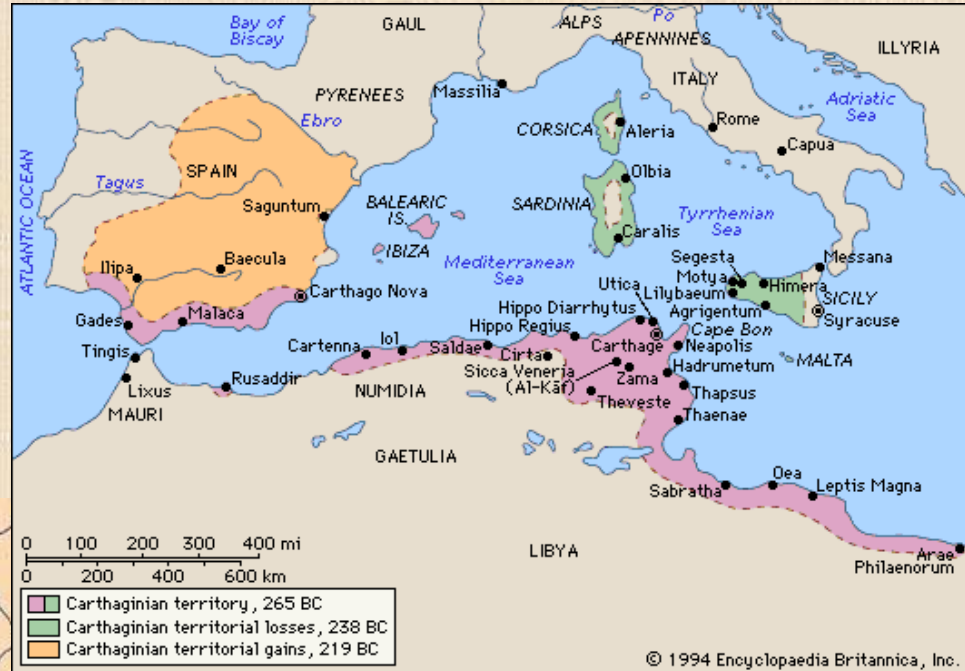 Bay of
Biscay
GAUL
ALPS
Po
APENNINES
ILLYRIA
ITALY
PYRENEES
Massilia
Adriatic
Sea
Ebro
CORSICA
Aleria
Rome
Capua
ATLANTIC OCEAN
SPAIN
Tagus
Olbia
BALEARIC
IS.
SARDINIA
Saguntum
Tyrrhenian
Sea
IBIZA
Caralis
Mediterranean
Sea
Segesta
Messana
Ilipa
Baecula
Motya
Himera
Utica
Lilybaeum
SICILY
Carthago Nova
Hippo Diarrhytus
Agrigentum
Syracuse
Gades
Malaca
Hippo Regius
Cape Bon
Tingis
Cartenna
Iol
Saldae
Cirta
Carthage
Neapolis
MALTA
Sicca Veneria
(Al-Kāf)
Hadrumetum
Lixus
Rusaddir
NUMIDIA
Zama
Thapsus
MAURI
Theveste
Thaenae
GAETULIA
Oea
Sabratha
Leptis Magna
LIBYA
Arae
Philaenorum
0 100 200 300 400 mi
0 200 400 600 km
Carthaginian territory, 265 BC
Carthaginian territorial losses, 238 BC
Carthaginian territorial gains, 219 BC
© 1994 Encyclopaedia Britannica, Inc.